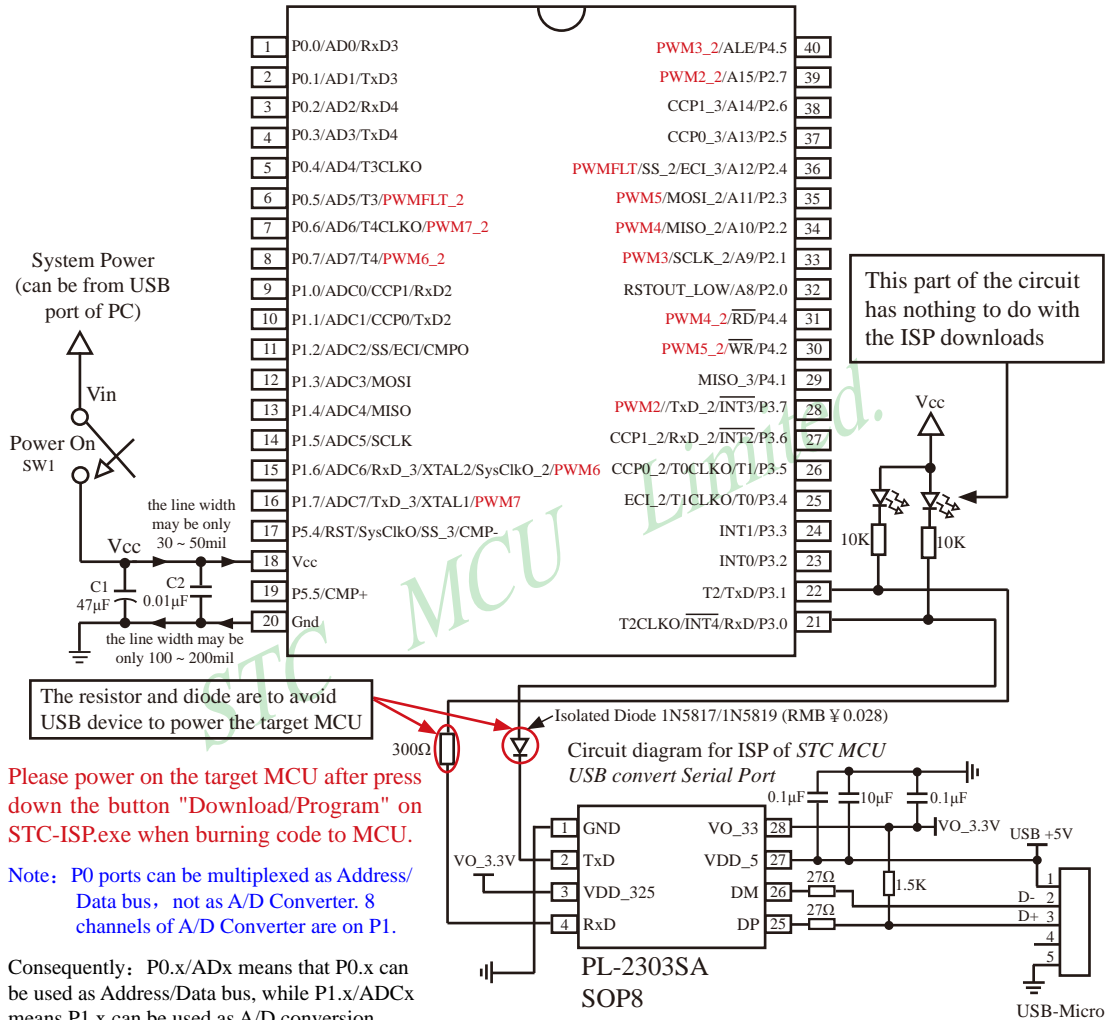 1 P0.0/AD0/RxD3
2 P0.1/AD1/TxD3
3 P0.2/AD2/RxD4
4 P0.3/AD3/TxD4
5 P0.4/AD4/T3CLKO
6 P0.5/AD5/T3/PWMFLT_2
7 P0.6/AD6/T4CLKO/PWM7_2
8 P0.7/AD7/T4/PWM6_2
9 P1.0/ADC0/CCP1/RxD2
10 P1.1/ADC1/CCP0/TxD2
11 P1.2/ADC2/SS/ECI/CMPO
12 P1.3/ADC3/MOSI
13 P1.4/ADC4/MISO
14 P1.5/ADC5/SCLK
15 P1.6/ADC6/RxD_3/XTAL2/SysClkO_2/PWM6
16 P1.7/ADC7/TxD_3/XTAL1/PWM7
17 P5.4/RST/SysClkO/SS_3/CMP-
18 Vcc
19 P5.5/CMP+
20 Gnd
PWM3_2/ALE/P4.5 40
PWM2_2/A15/P2.7 39
CCP1_3/A14/P2.6 38
CCP0_3/A13/P2.5 37
PWMFLT/SS_2/ECI_3/A12/P2.4 36
PWM5/MOSI_2/A11/P2.3 35
PWM4/MISO_2/A10/P2.2 34
PWM3/SCLK_2/A9/P2.1 33
RSTOUT_LOW/A8/P2.0 32
PWM4_2/RD/P4.4 31
PWM5_2/WR/P4.2 30
MISO_3/P4.1 29
PWM2//TxD_2/INT3/P3.7 28
CCP1_2/RxD_2/INT2/P3.6 27
CCP0_2/T0CLKO/T1/P3.5 26
ECI_2/T1CLKO/T0/P3.4 25
INT1/P3.3 24
INT0/P3.2 23
T2/TxD/P3.1 22
T2CLKO/INT4/RxD/P3.0 21
System Power
(can be from USB
port of PC)
Vin
Power On
SW1
the line width
may be only
30 ~ 50mil
Vcc
C1
47μF
C2
0.01μF
the line width may be
only 100 ~ 200mil
This part of the circuit
has nothing to do with
the ISP downloads
Vcc
10K
10K
STC MCU Limited.
The resistor and diode are to avoid
USB device to power the target MCU
300Ω
Isolated Diode 1N5817/1N5819 (RMB ¥ 0.028)
Circuit diagram for ISP of STC MCU
USB convert Serial Port
Please power on the target MCU after press
down the button "Download/Program" on
STC-ISP.exe when burning code to MCU.
Note：P0 ports can be multiplexed as Address/
Data bus，not as A/D Converter. 8
channels of A/D Converter are on P1.
Consequently：P0.x/ADx means that P0.x can
be used as Address/Data bus, while P1.x/ADCx
means P1.x can be used as A/D conversion
0.1μF
10μF
0.1μF
VO_3.3V
USB +5V
VO_3.3V
1 GND
2 TxD
3 VDD_325
4 RxD
VO_33 28
VDD_5 27
DM 26
DP 25
27Ω
27Ω
1.5K
1
D- 2
D+ 3
4
5
PL-2303SA
SOP8
USB-Micro